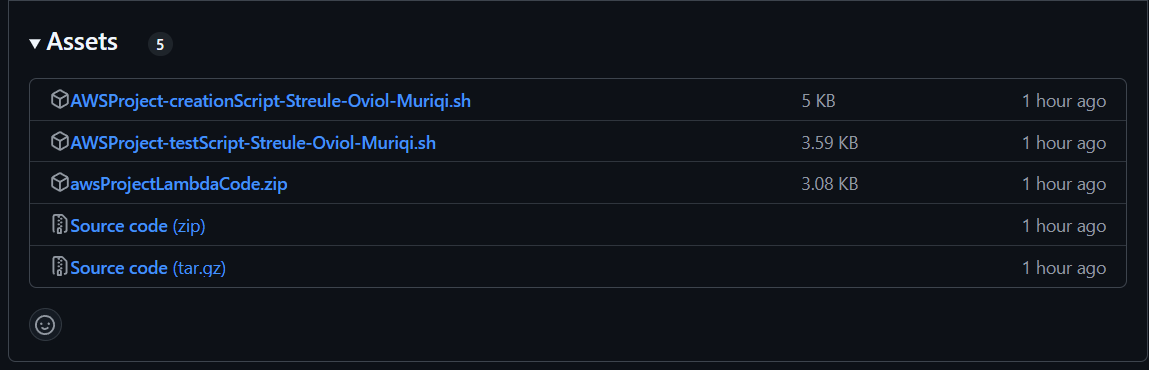 Assets 5
AWSProject-creationScript-Streule-Oviol-Muriqi.sh 5 KB 1 hour ago
AWSProject-testScript-Streule-Oviol-Muriqi.sh 3.59 KB 1 hour ago
awsProjectLambdaCode.zip 3.08 KB 1 hour ago
Source code (zip) 1 hour ago
Source code (tar.gz) 1 hour ago